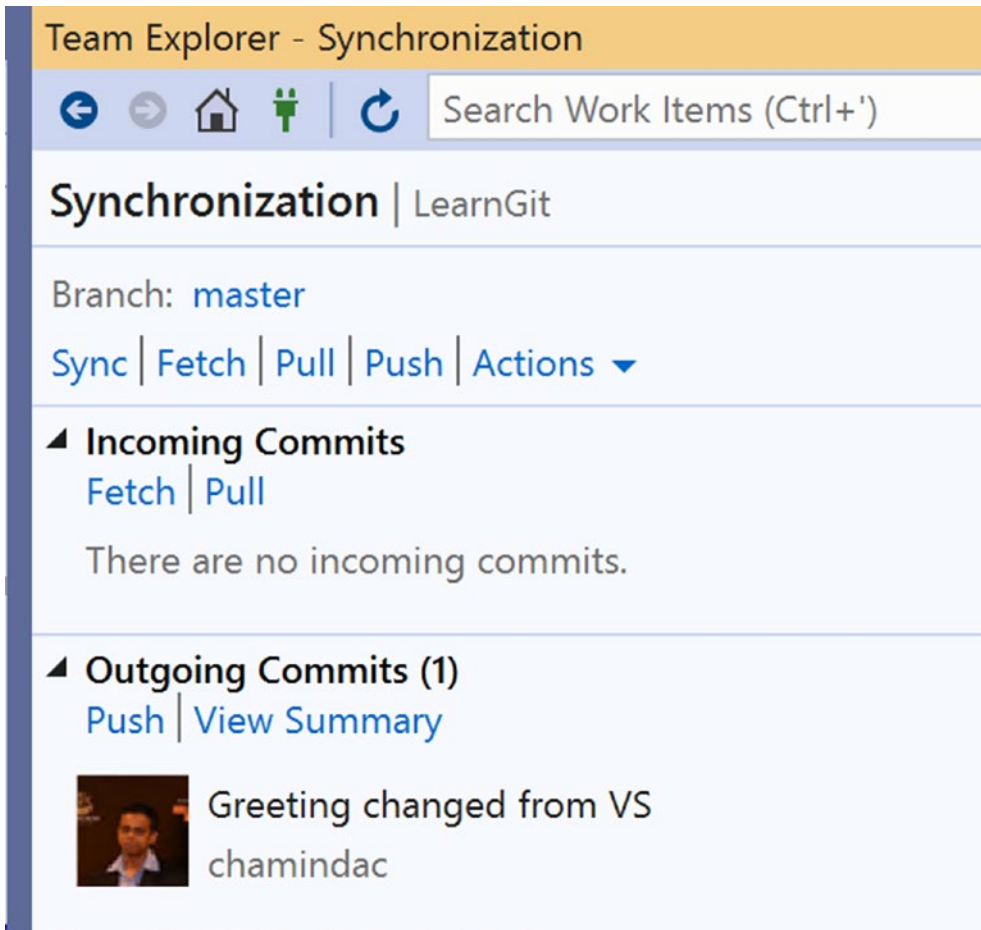 Team Explorer - Synchronization
Search Work Items (Ctrl+')
Synchronization | LearnGit
Branch: master
Sync | Fetch | Pull | Push | Actions
Incoming Commits
Fetch | Pull
There are no incoming commits.
Outgoing Commits (1)
Push | View Summary
Greeting changed from VS
chamindac